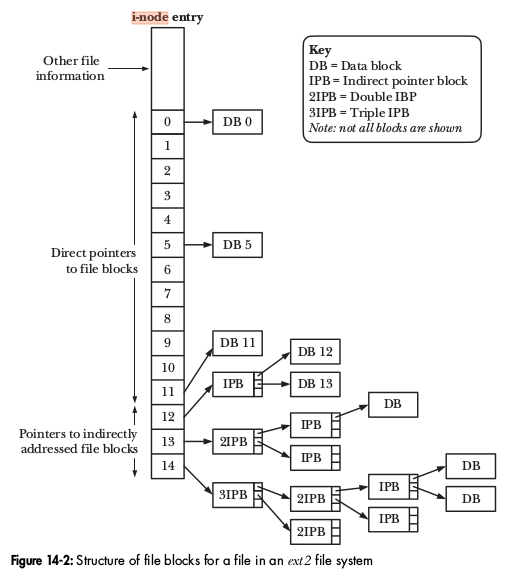 i-node entry
Other file
information
Key
DB = Data block
IPB = Indirect pointer block
2IPB = Double IBP
3IPB = Triple IPB
Note: not all blocks are shown
0
DB 0
1
2
3
4
5
DB 5
Direct pointers
to file blocks
6
7
8
9
DB 11
10
DB 12
11
IPB
DB 13
12
DB
Pointers to indirectly
addressed file blocks
13
2IPB
IPB
IPB
14
DB
3IPB
2IPB
IPB
DB
2IPB
IPB
Figure 14-2: Structure of file blocks for a file in an ext2 file system